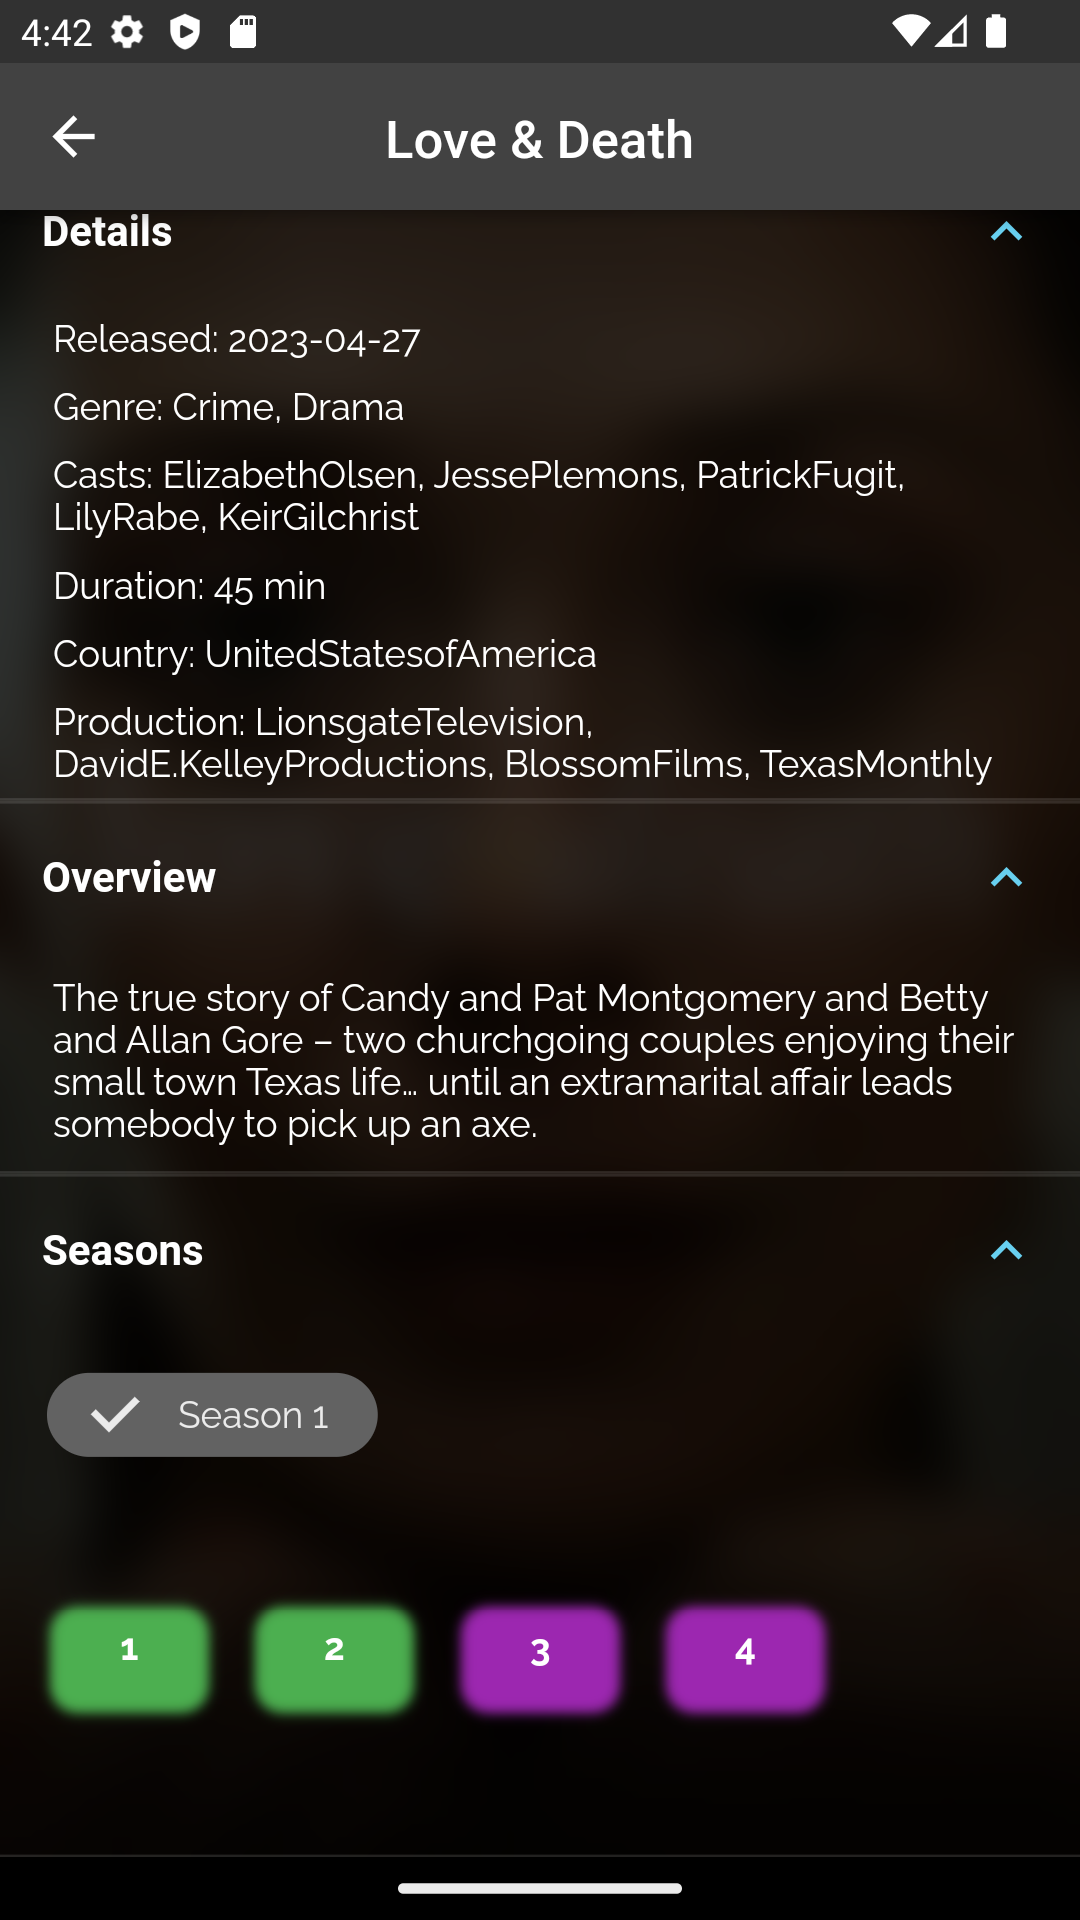 4:42
Love & Death
Details
Released: 2023-04-27
Genre: Crime, Drama
Casts: ElizabethOlsen, JessePlemons, PatrickFugit,
LilyRabe, KeirGilchrist
Duration: 45 min
Country: UnitedStatesofAmerica
Production: LionsgateTelevision,
DavidE.KelleyProductions, BlossomFilms, TexasMonthly
Overview
The true story of Candy and Pat Montgomery and Betty
and Allan Gore – two churchgoing couples enjoying their
small town Texas life… until an extramarital affair leads
somebody to pick up an axe.
Seasons
Season 1
1 2 3 4